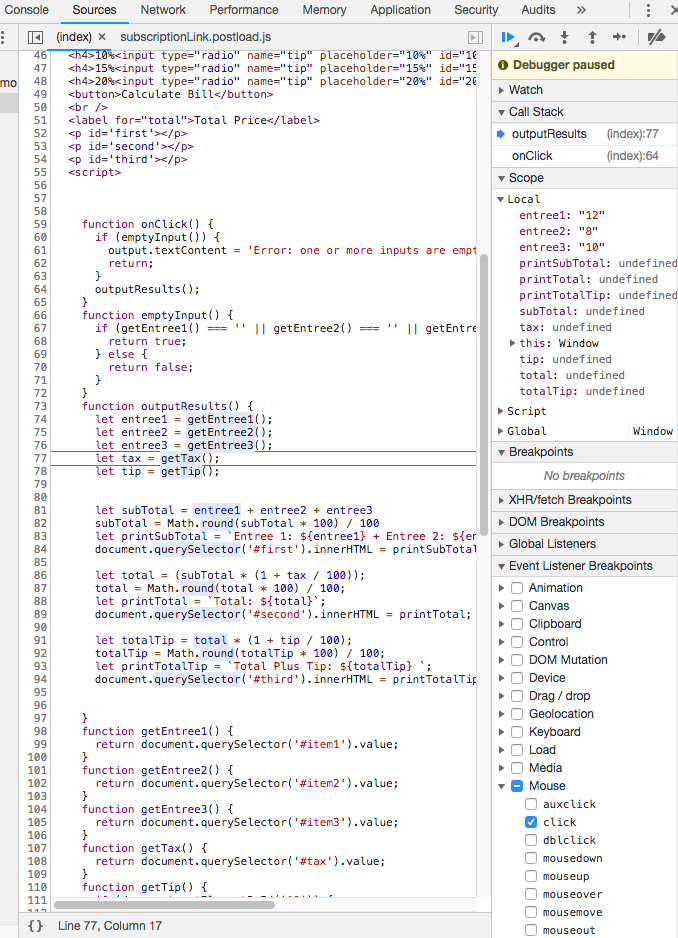 Console Sources Network Performance Memory Application Security Audits »
(index) × subscriptionLink.postload.js
mo
46 <h4>10%<input type="radio" name="tip" placeholder="10%" id="10
47 <h4>15%<input type="radio" name="tip" placeholder="15%" id="15
48 <h4>20%<input type="radio" name="tip" placeholder="20%" id="20
49 <button>Calculate Bill</button>
50 <br />
51 <label for="total">Total Price</label>
52 <p id='first'></p>
53 <p id='second'></p>
54 <p id='third'></p>
55 <script>
56
57
58
59 function onClick() {
60 if (emptyInput()) {
61 output.textContent = 'Error: one or more inputs are empt
62 return;
63 }
64 outputResults();
65 }
66 function emptyInput() {
67 if (getEntree1() === '' || getEntree2() === '' || getEntre
68 return true;
69 } else {
70 return false;
71 }
72 }
73 function outputResults() {
74 let entree1 = getEntree1();
75 let entree2 = getEntree2();
76 let entree3 = getEntree3();
77 let tax = getTax();
78 let tip = getTip();
79
80
81 let subTotal = entree1 + entree2 + entree3
82 subTotal = Math.round(subTotal * 100) / 100
83 let printSubTotal = `Entree 1: ${entree1} + Entree 2: ${en
84 document.querySelector('#first').innerHTML = printSubTotal
85
86 let total = (subTotal * (1 + tax / 100));
87 total = Math.round(total * 100) / 100;
88 let printTotal = `Total: ${total}`;
89 document.querySelector('#second').innerHTML = printTotal;
90
91 let totalTip = total * (1 + tip / 100);
92 totalTip = Math.round(totalTip * 100) / 100;
93 let printTotalTip = `Total Plus Tip: ${totalTip} `;
94 document.querySelector('#third').innerHTML = printTotalTip
95
96
97 }
98 function getEntree1() {
99 return document.querySelector('#item1').value;
100 }
101 function getEntree2() {
102 return document.querySelector('#item2').value;
103 }
104 function getEntree3() {
105 return document.querySelector('#item3').value;
106 }
107 function getTax() {
108 return document.querySelector('#tax').value;
109 }
110 function getTip() {
111
{} Line 77, Column 17
Debugger paused
Watch
Call Stack
outputResults (index):77
onClick (index):64
Scope
Local
entree1: "12"
entree2: "8"
entree3: "10"
printSubTotal: undefined
printTotal: undefined
printTotalTip: undefined
subTotal: undefined
tax: undefined
this: Window
tip: undefined
total: undefined
totalTip: undefined
Script
Global Window
Breakpoints
No breakpoints
XHR/fetch Breakpoints
DOM Breakpoints
Global Listeners
Event Listener Breakpoints
Animation
Canvas
Clipboard
Control
DOM Mutation
Device
Drag / drop
Geolocation
Keyboard
Load
Media
Mouse
auxclick
click
dblclick
mousedown
mouseup
mouseover
mousemove
mouseout